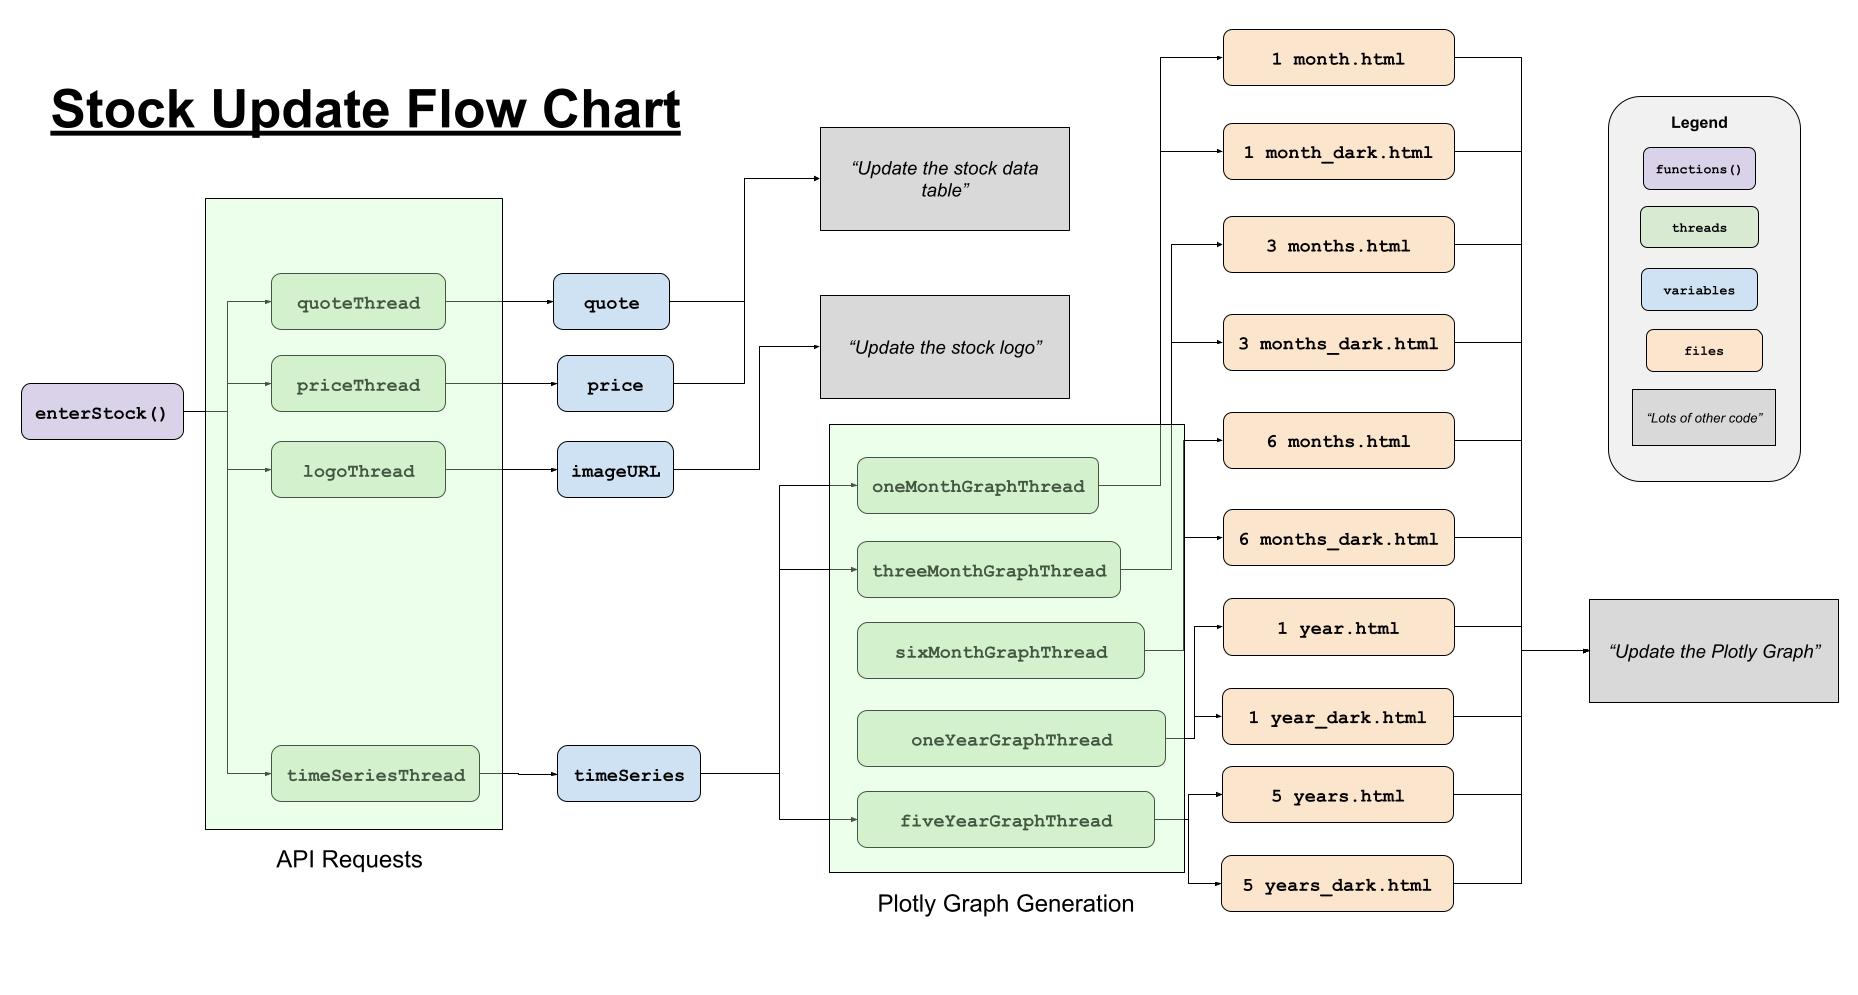 Stock Update Flow Chart
enterStock()
quoteThread
priceThread
logoThread
timeSeriesThread
API Requests
quote
price
imageURL
timeSeries
“Update the stock data
table”
“Update the stock logo”
oneMonthGraphThread
threeMonthGraphThread
sixMonthGraphThread
oneYearGraphThread
fiveYearGraphThread
Plotly Graph Generation
1 month.html
1 month_dark.html
3 months.html
3 months_dark.html
6 months.html
6 months_dark.html
1 year.html
1 year_dark.html
5 years.html
5 years_dark.html
“Update the Plotly Graph”
Legend
functions()
threads
variables
files
“Lots of other code”